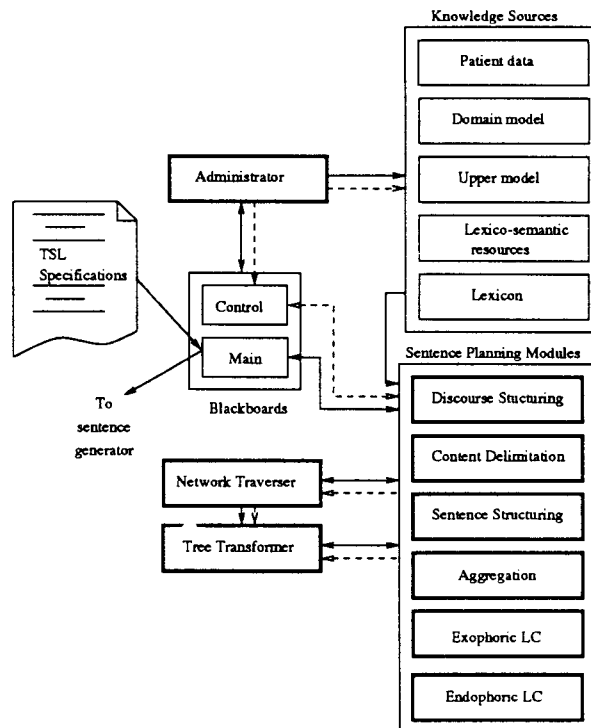 Knowledge Sources
Patient data
Domain model
Administrator
Upper model
TSL
Specifications
Lexico-semantic
resources
Control
Lexicon
Main
Sentence Planning Modules
Blackboards
Discourse Stucturing
To
sentence
generator
Content Delimitation
Network Traverser
Sentence Structuring
Tree Transformer
Aggregation
Exophoric LC
Endophoric LC